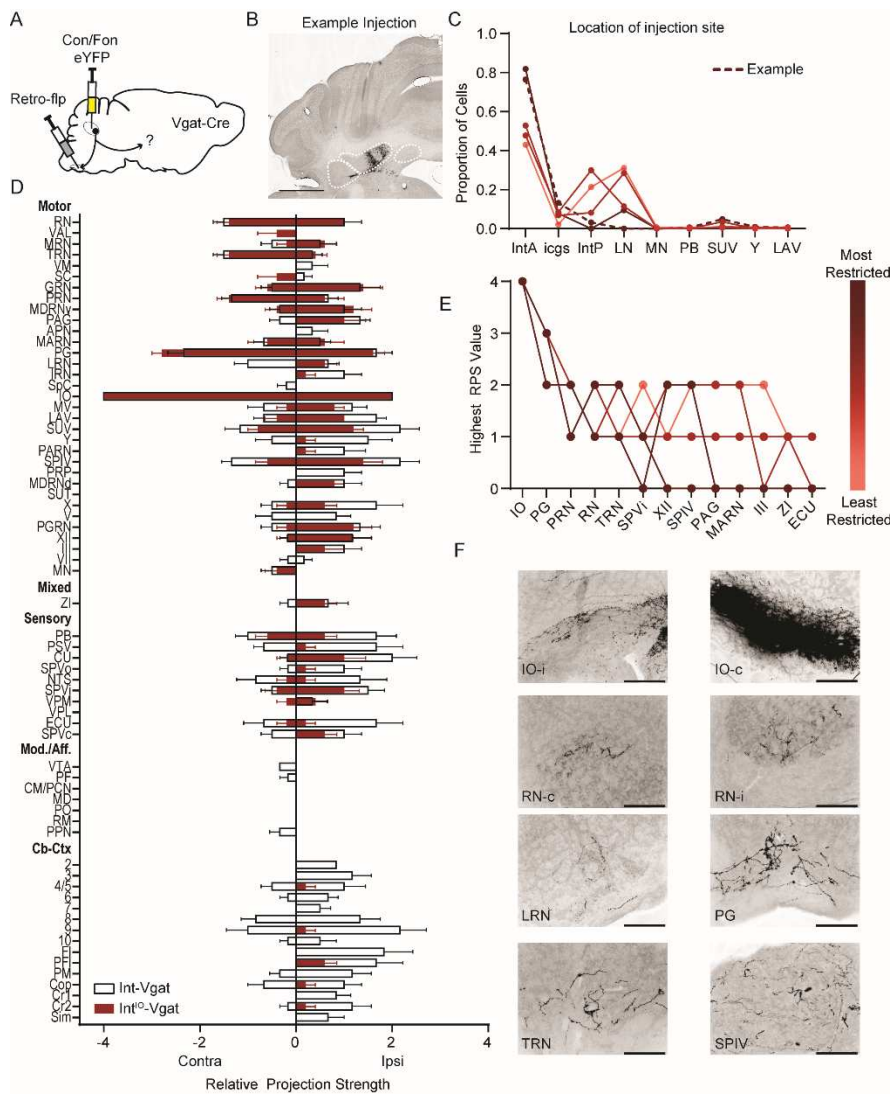 A
Con/Fon
eYFP
Retro-flp
Vgat-Cre
?
B
Example Injection
C
Location of injection site
Proportion of Cells
1.0
0.8
0.6
0.4
0.2
0.0
Example
IntA icgs IntP LN MN PB SUV Y LAV
D
Motor
RN
VAL
MRN
TRN
VM
SC
GRN
PRN
MDRNv
PAG
APN
MARN
PG
LRN
IRN
SpC
IO
MV
LAV
SUV
Y
PARN
SPIV
PRP
MDRNd
SUT
V
PGRN
XII
III
VII
MN
Mixed
ZI
Sensory
PB
PSV
CU
SPVo
NTS
SPVi
VPM
VPL
ECU
SPVc
Mod./Aff.
VTA
PF
CM/PCN
MD
PO
RM
PPN
Cb-Ctx
2
3
4/5
6
7
8
9
10
Fl
PFl
PM
Cop
Cr1
Cr2
Sim
Int-Vgat
Int^IO-Vgat
-4 -2 0 2 4
Contra Ipsi
Relative Projection Strength
E
Highest RPS Value
4
3
2
1
0
IO PG PRN RN TRN SPVi XII SPIV PAG MARN III ZI ECU
Most
Restricted
Least
Restricted
F
IO-i
IO-c
RN-c
RN-i
LRN
PG
TRN
SPIV